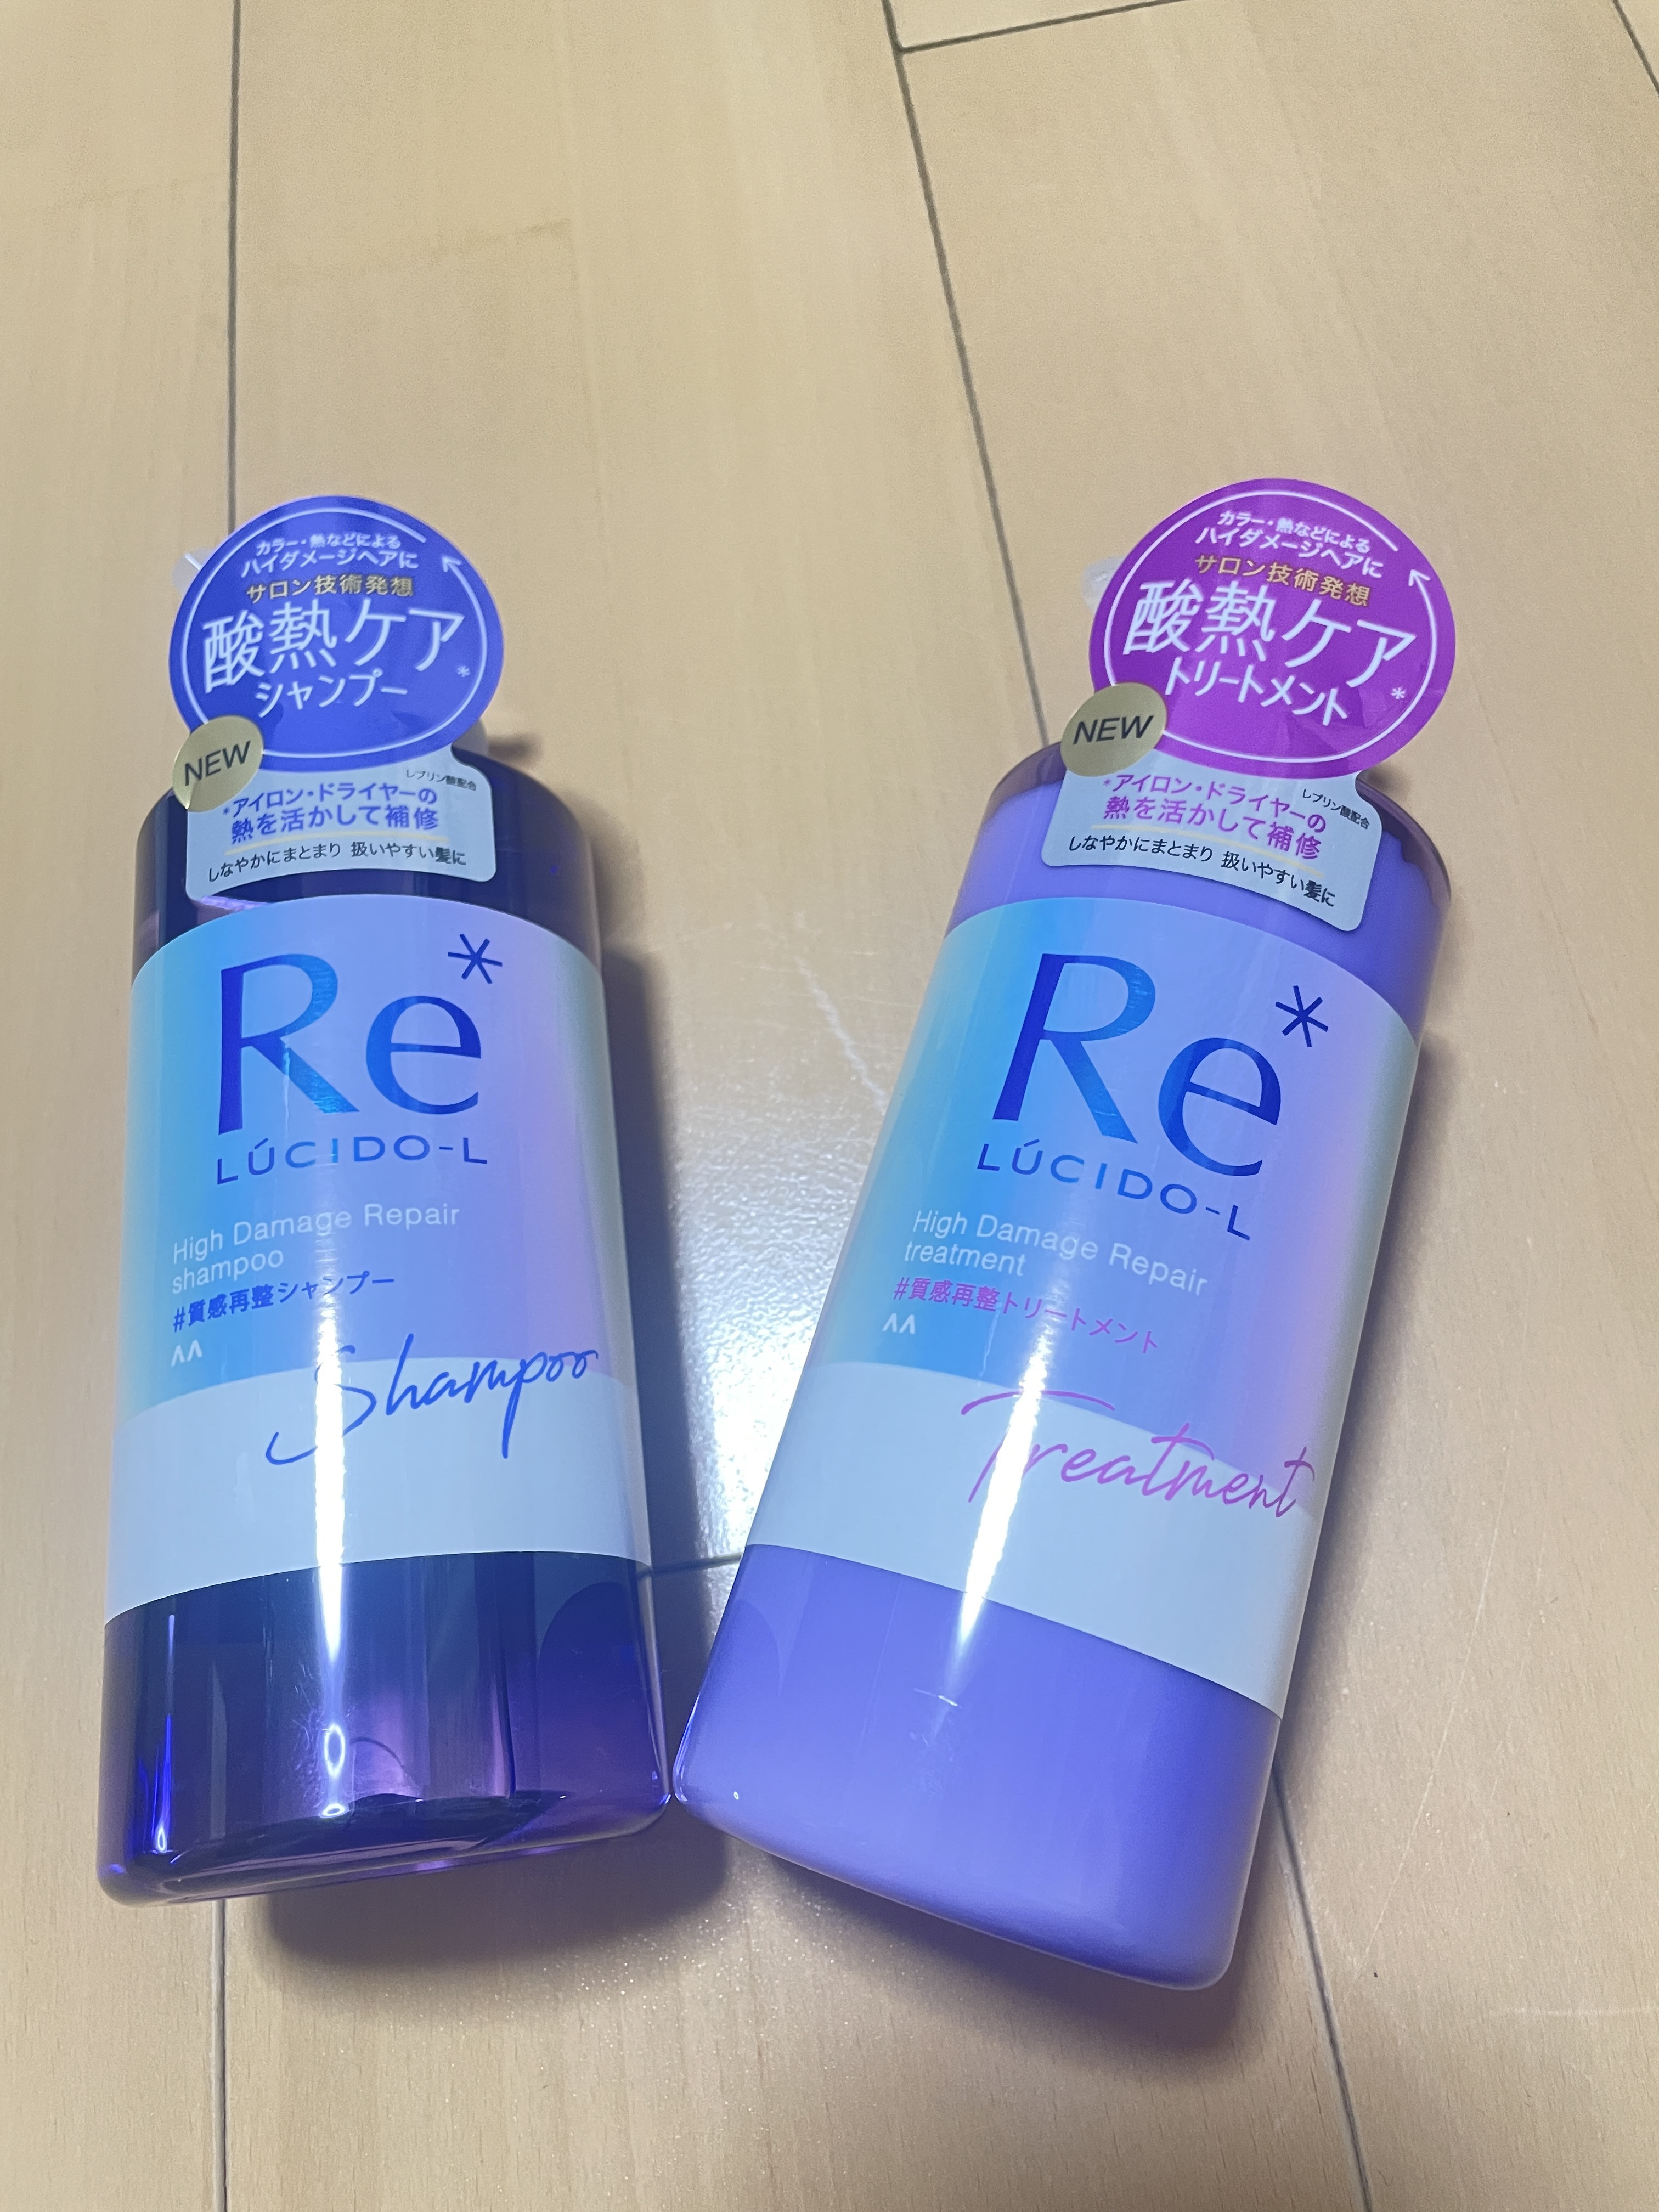 カラー・熱などによる
ハイダメージヘアに
サロン技術発想
酸熱ケア*
シャンプー
NEW
レブリン酸配合
*アイロン・ドライヤーの
熱を活かして補修
しなやかにまとまり 扱いやすい髪に
Re*
LÚCIDO-L
High Damage Repair
shampoo
#質感再整シャンプー
Shampoo
カラー・熱などによる
ハイダメージヘアに
サロン技術発想
酸熱ケア
トリートメント*
NEW
レブリン酸配合
*アイロン・ドライヤーの
熱を活かして補修
しなやかにまとまり 扱いやすい髪に
Re*
LÚCIDO-L
High Damage Repair
treatment
#質感再整トリートメント
Treatment